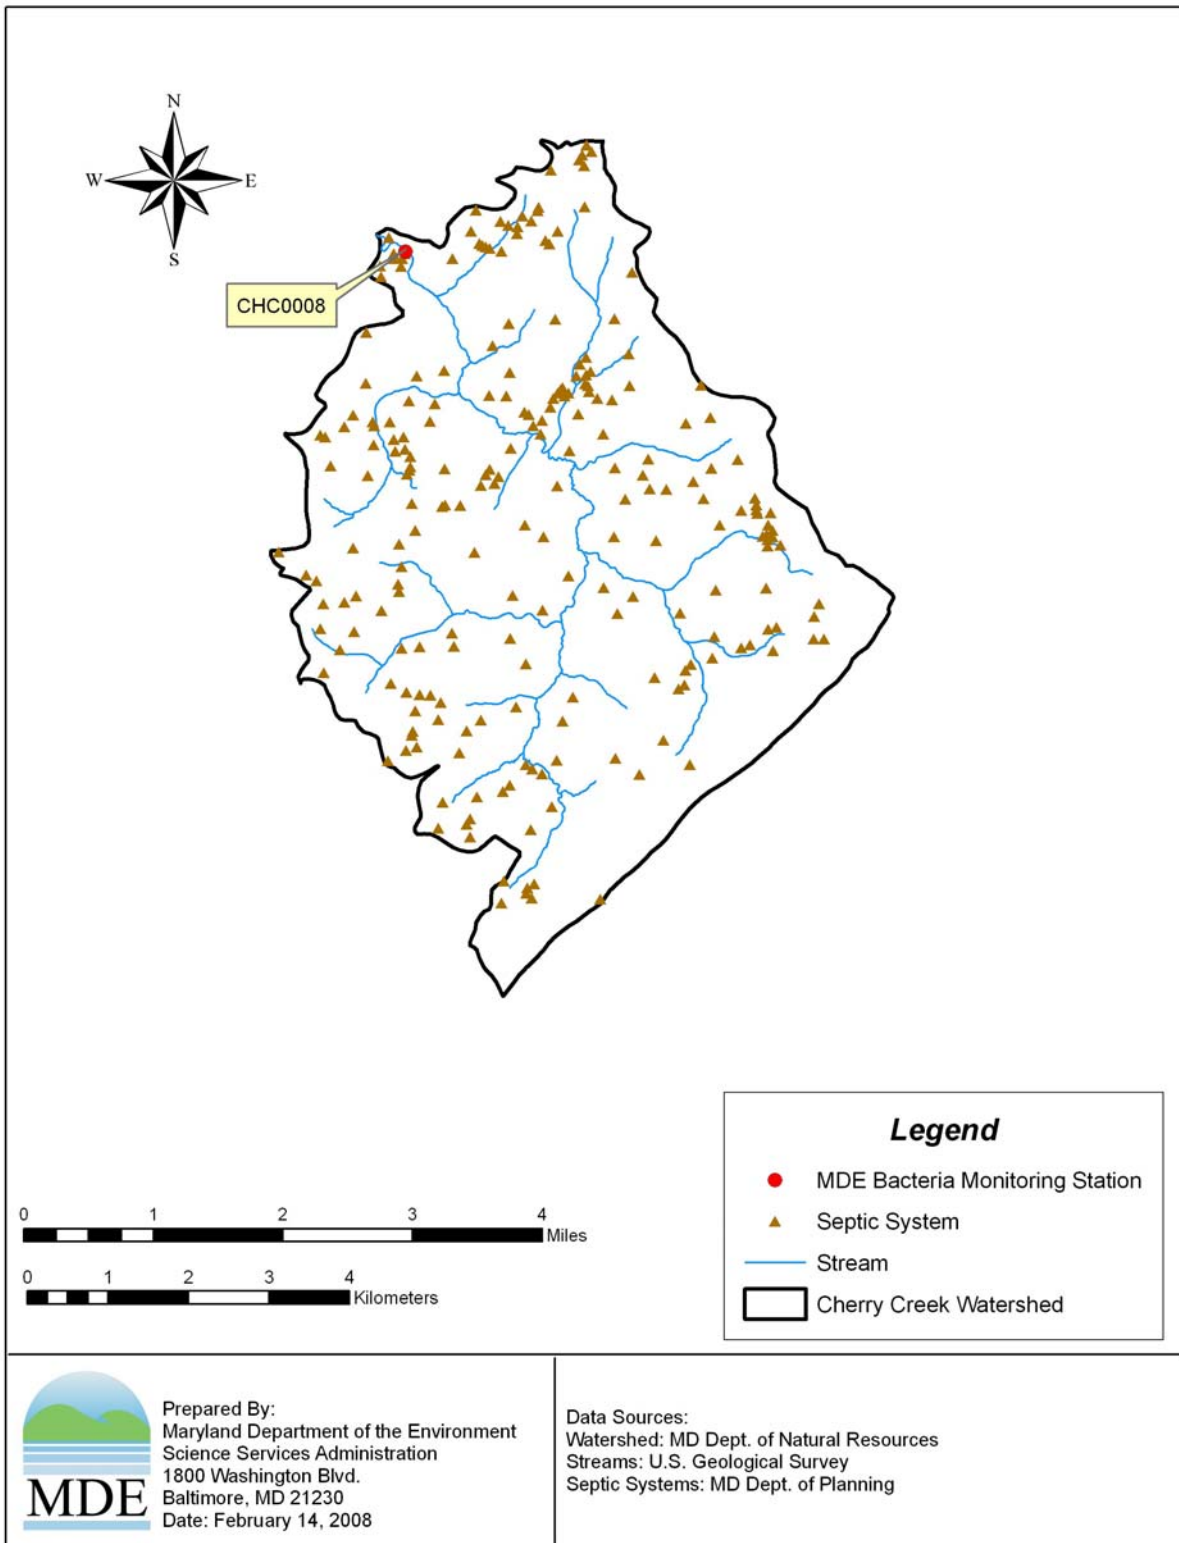 N
W E
S
CHC0008
Legend
MDE Bacteria Monitoring Station
Septic System
Stream
Cherry Creek Watershed
0 1 2 3 4
Miles
0 1 2 3 4
Kilometers
MDE
Prepared By:
Maryland Department of the Environment
Science Services Administration
1800 Washington Blvd.
Baltimore, MD 21230
Date: February 14, 2008
Data Sources:
Watershed: MD Dept. of Natural Resources
Streams: U.S. Geological Survey
Septic Systems: MD Dept. of Planning